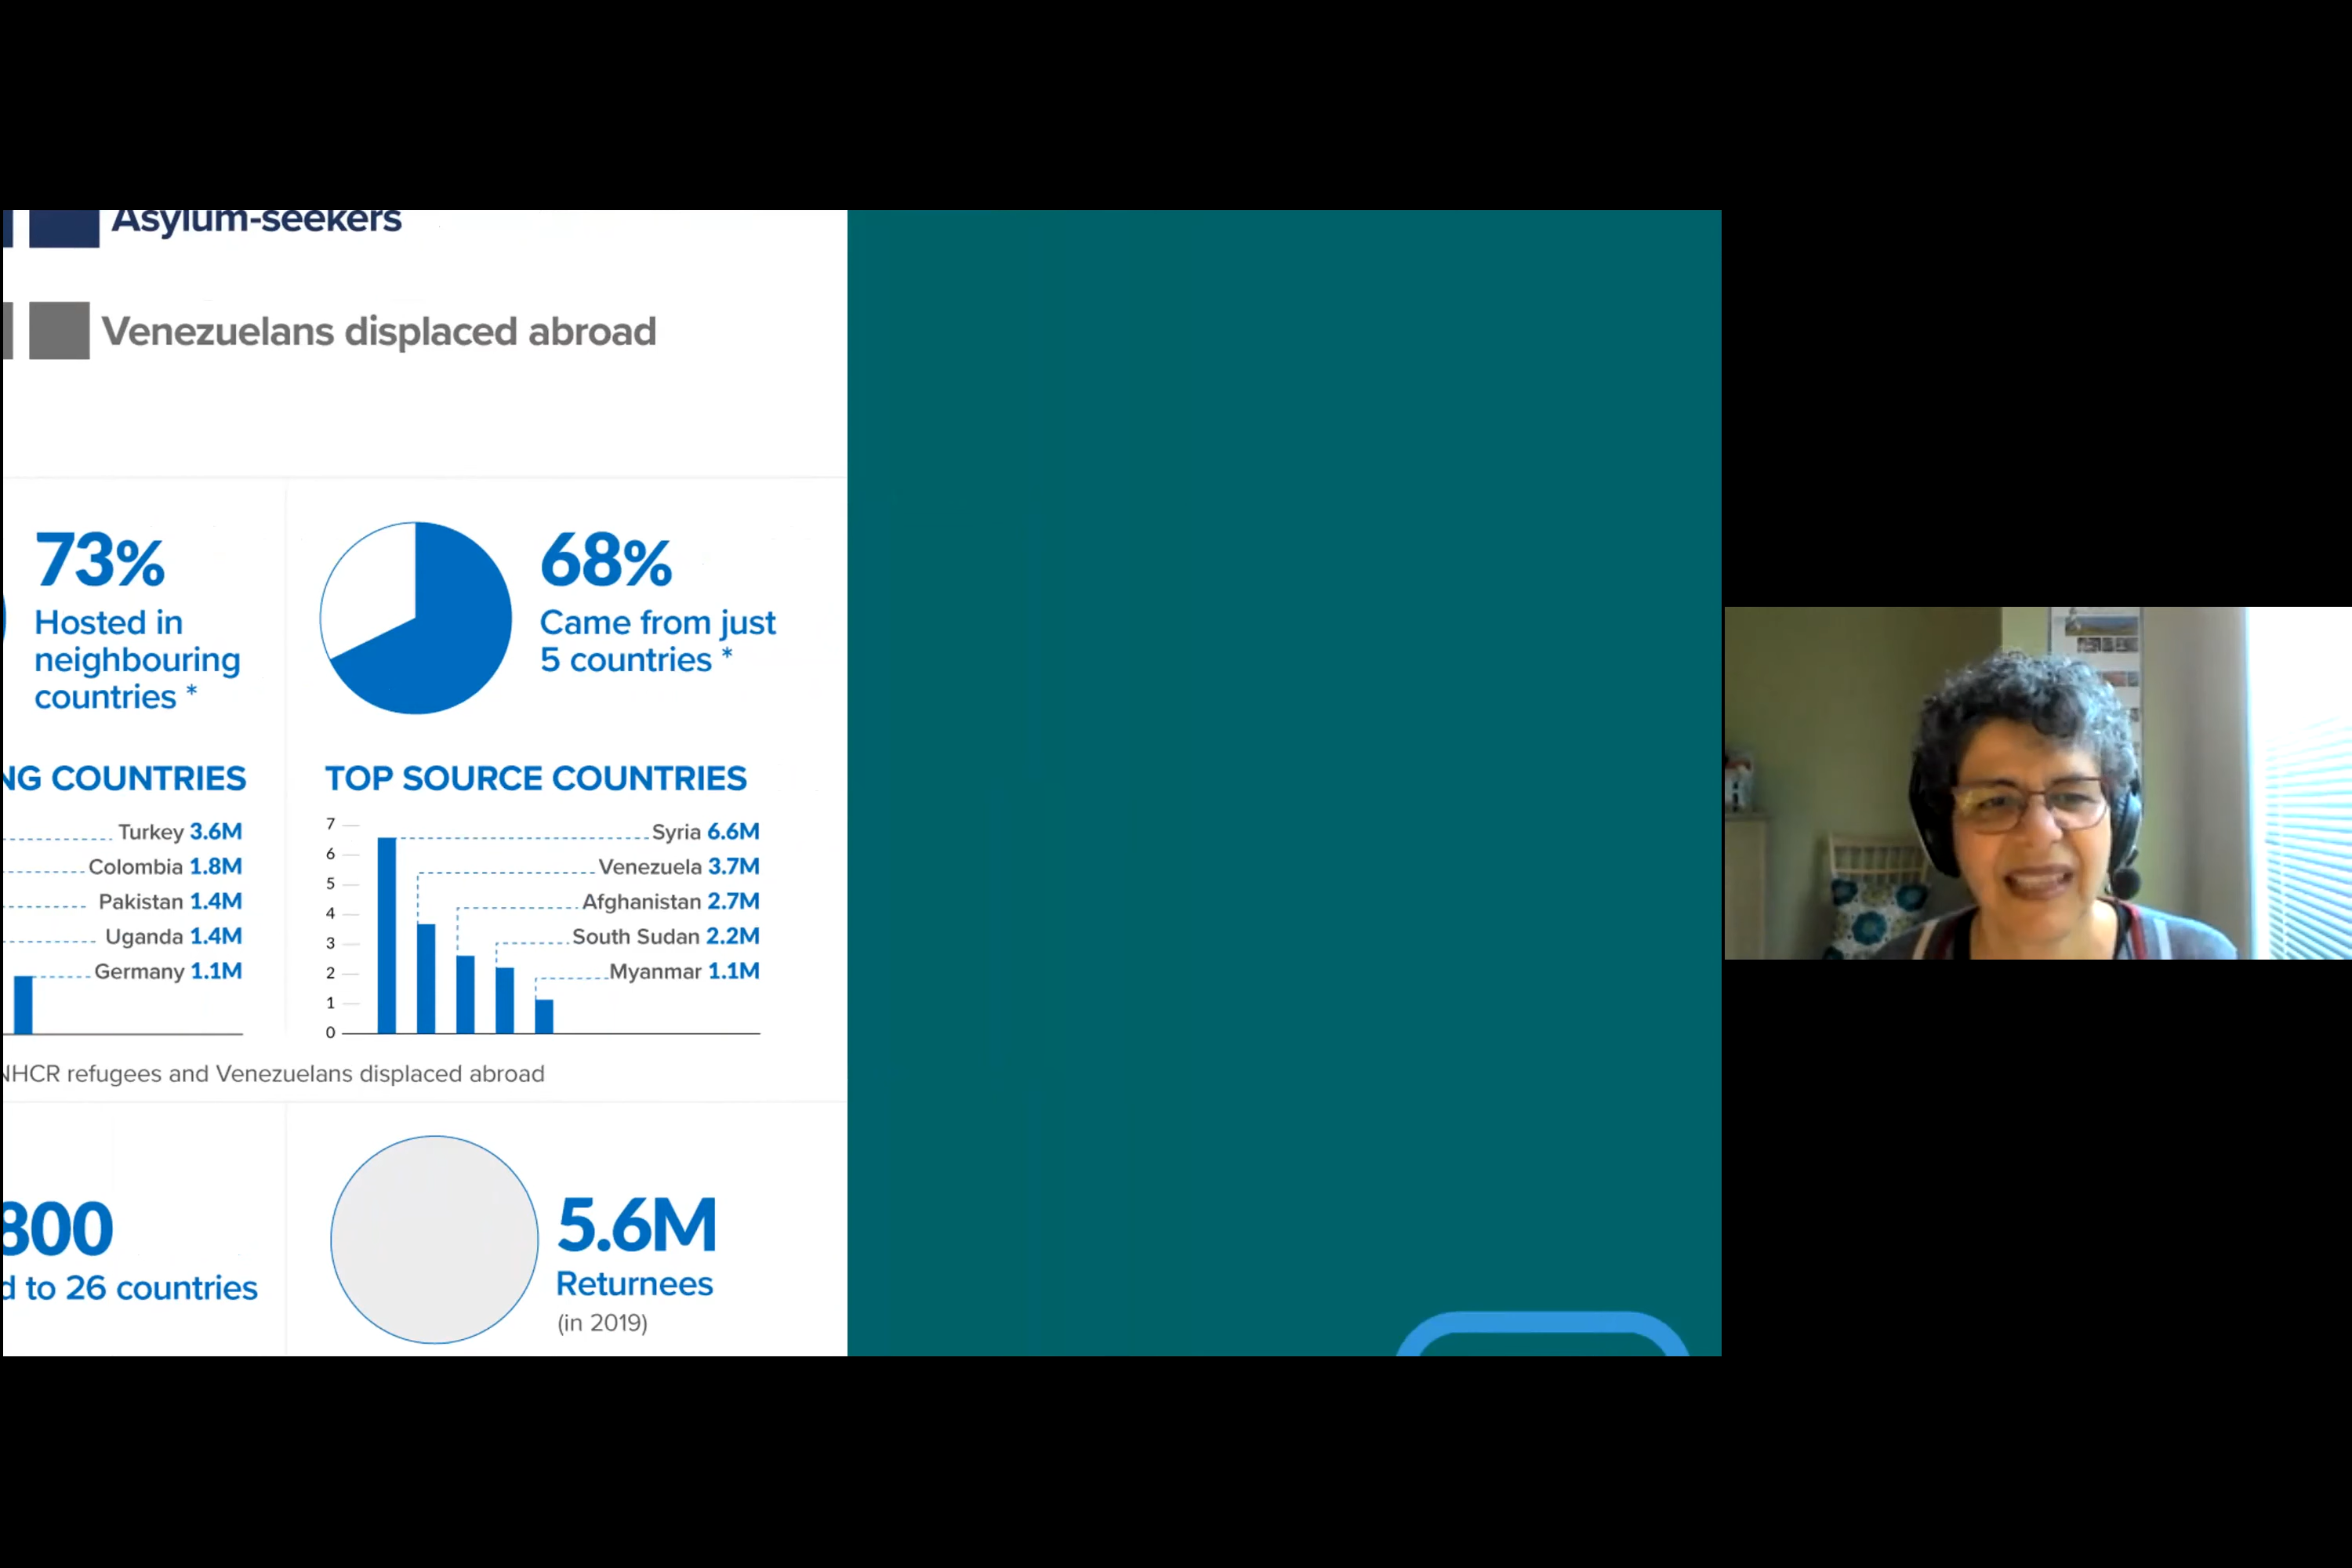 Asylum-seekers
Venezuelans displaced abroad
73%
Hosted in
neighbouring
countries *
68%
Came from just
5 countries *
NG COUNTRIES
Turkey 3.6M
Colombia 1.8M
Pakistan 1.4M
Uganda 1.4M
Germany 1.1M
TOP SOURCE COUNTRIES
7
6
5
4
3
2
1
0
Syria 6.6M
Venezuela 3.7M
Afghanistan 2.7M
South Sudan 2.2M
Myanmar 1.1M
NHCR refugees and Venezuelans displaced abroad
800
d to 26 countries
5.6M
Returnees
(in 2019)